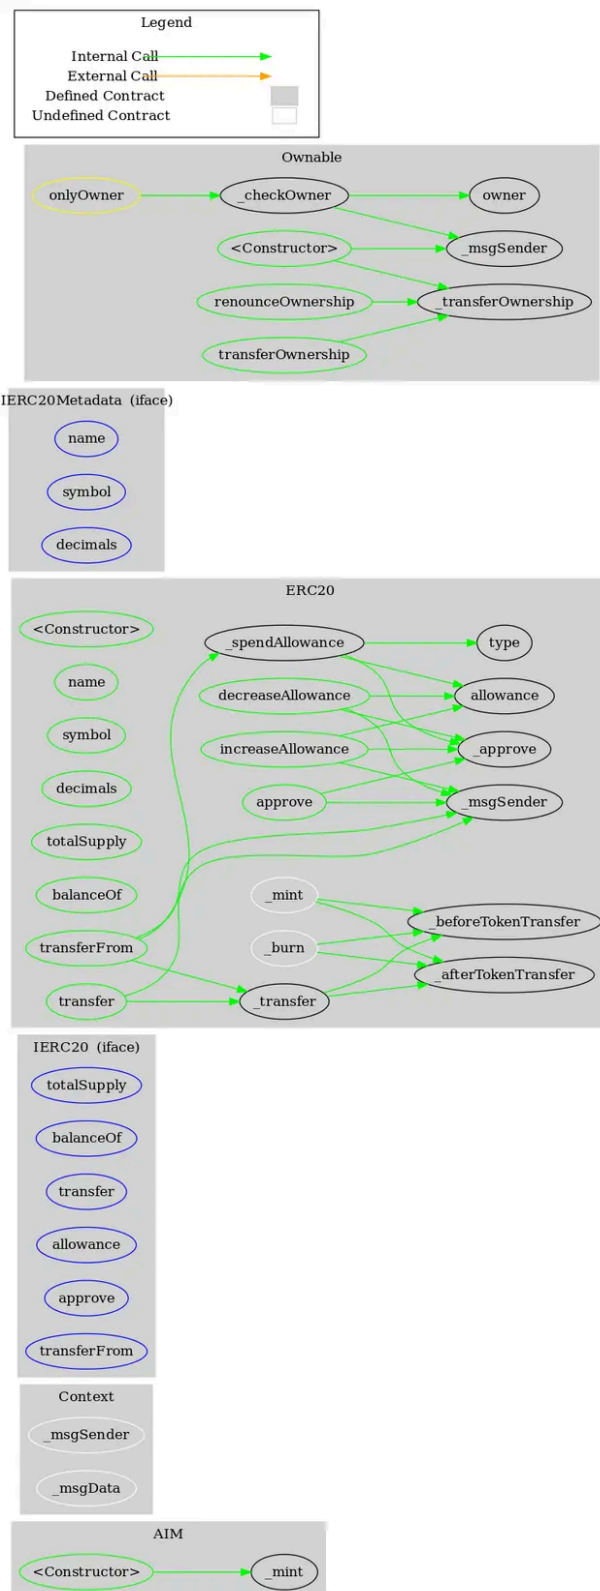 Legend
Internal Call
External Call
Defined Contract
Undefined Contract
Ownable
onlyOwner
_checkOwner
owner
<Constructor>
_msgSender
renounceOwnership
_transferOwnership
transferOwnership
IERC20Metadata (iface)
name
symbol
decimals
ERC20
<Constructor>
_spendAllowance
type
name
decreaseAllowance
allowance
symbol
increaseAllowance
_approve
decimals
approve
_msgSender
totalSupply
balanceOf
_mint
_beforeTokenTransfer
transferFrom
_burn
_afterTokenTransfer
transfer
_transfer
IERC20 (iface)
totalSupply
balanceOf
transfer
allowance
approve
transferFrom
Context
_msgSender
_msgData
AIM
<Constructor>
_mint